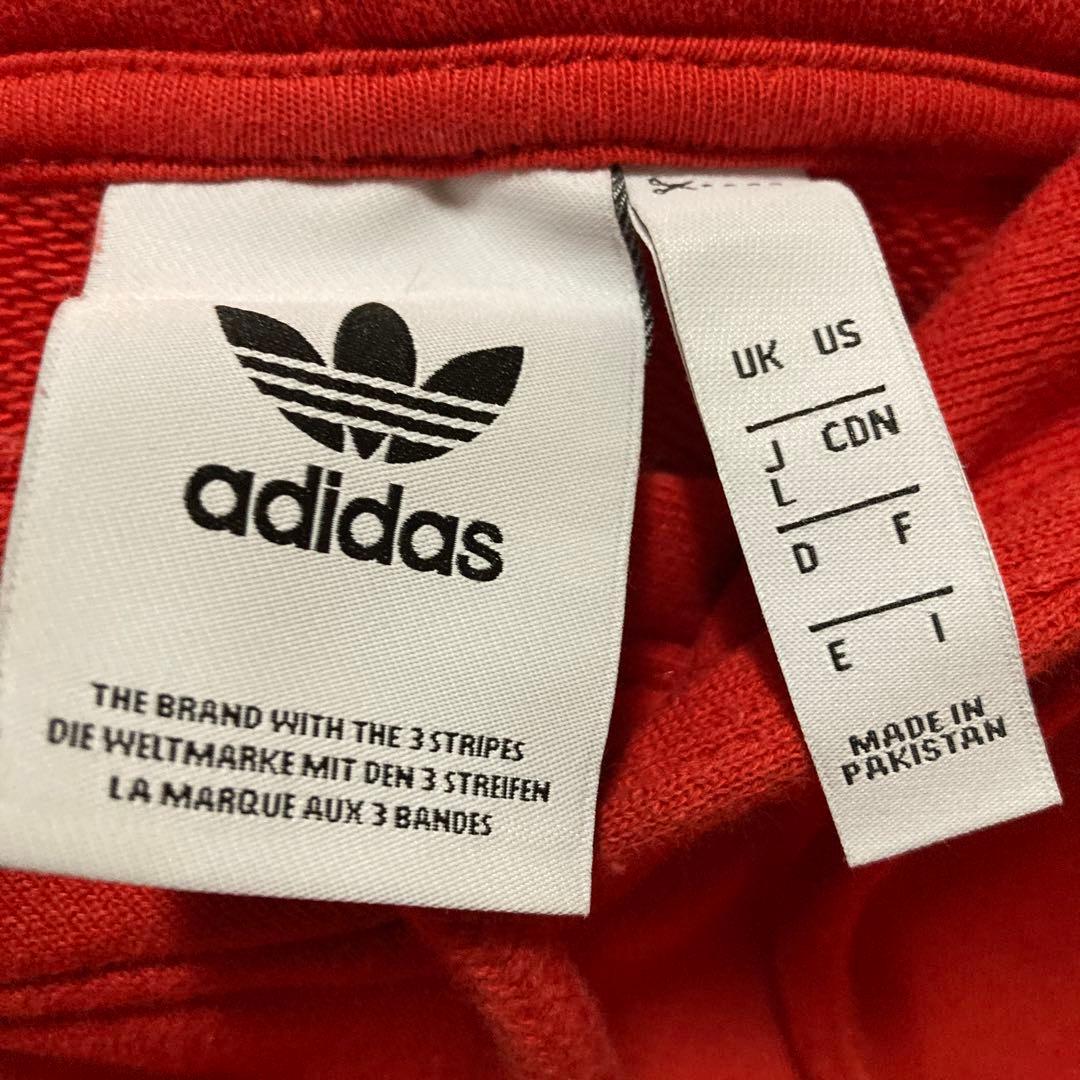 adidas
THE BRAND WITH THE 3 STRIPES
DIE WELTMARKE MIT DEN 3 STREIFEN
LA MARQUE AUX 3 BANDES
UK US
J CDN
L
D F
E I
MADE IN
PAKISTAN